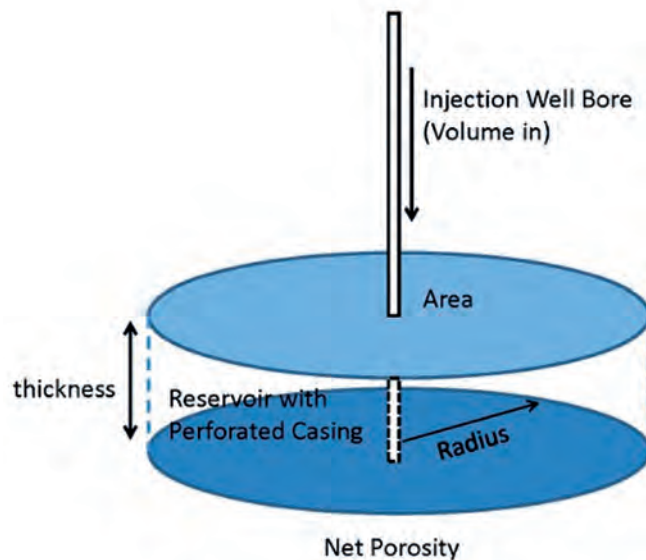 Injection Well Bore
(Volume in)
Area
thickness
Reservoir with
Perforated Casing
Radius
Net Porosity